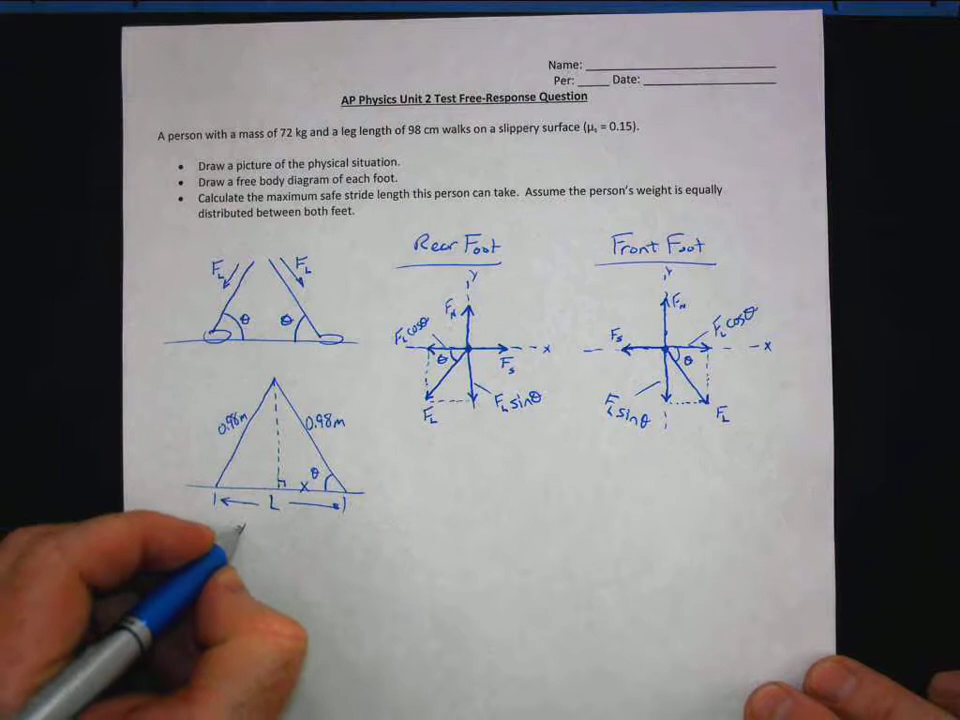 Name: ____________________
Per: _____ Date: ____________________
AP Physics Unit 2 Test Free-Response Question
A person with a mass of 72 kg and a leg length of 98 cm walks on a slippery surface (μs = 0.15).
• Draw a picture of the physical situation.
• Draw a free body diagram of each foot.
• Calculate the maximum safe stride length this person can take. Assume the person's weight is equally
distributed between both feet.
Rear Foot
Front Foot
FL FL
θ θ
y
FN
FL cosθ
x
θ
Fs
FL sinθ
FL
y
FN
FL cosθ
Fs
x
θ
FL sinθ
FL
0.98m 0.98m
θ
x
L